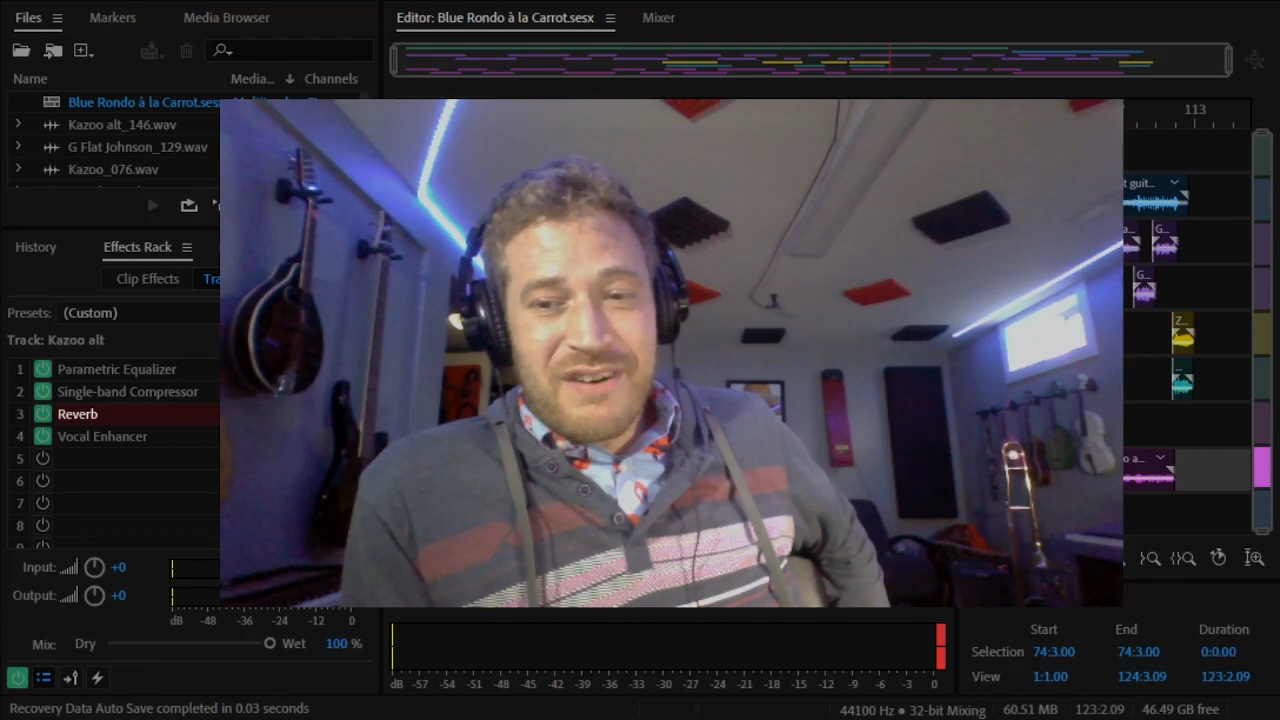 Files
Markers
Media Browser
Editor: Blue Rondo à la Carrot.sesx
Mixer
Name
Media...
Channels
Blue Rondo à la Carrot.sesx
Kazoo alt_146.wav
G Flat Johnson_129.wav
Kazoo_076.wav
113
t guit...
a...
G...
G...
Z...
...
o a...
History
Effects Rack
Clip Effects
Tra
Presets:
(Custom)
Track: Kazoo alt
1 Parametric Equalizer
2 Single-band Compressor
3 Reverb
4 Vocal Enhancer
5
6
7
8
Input: +0
Output: +0
dB -48 -36 -24 -12 0
Mix: Dry Wet 100 %
dB -57 -54 -51 -48 -45 -42 -39 -36 -33 -30 -27 -24 -21 -18 -15 -12 -9 -6 -3 0
Start End Duration
Selection 74:3.00 74:3.00 0:0.00
View 1:1.00 124:3.09 123:2.09
Recovery Data Auto Save completed in 0.03 seconds
44100 Hz ● 32-bit Mixing
60.51 MB
123:2.09
46.49 GB free